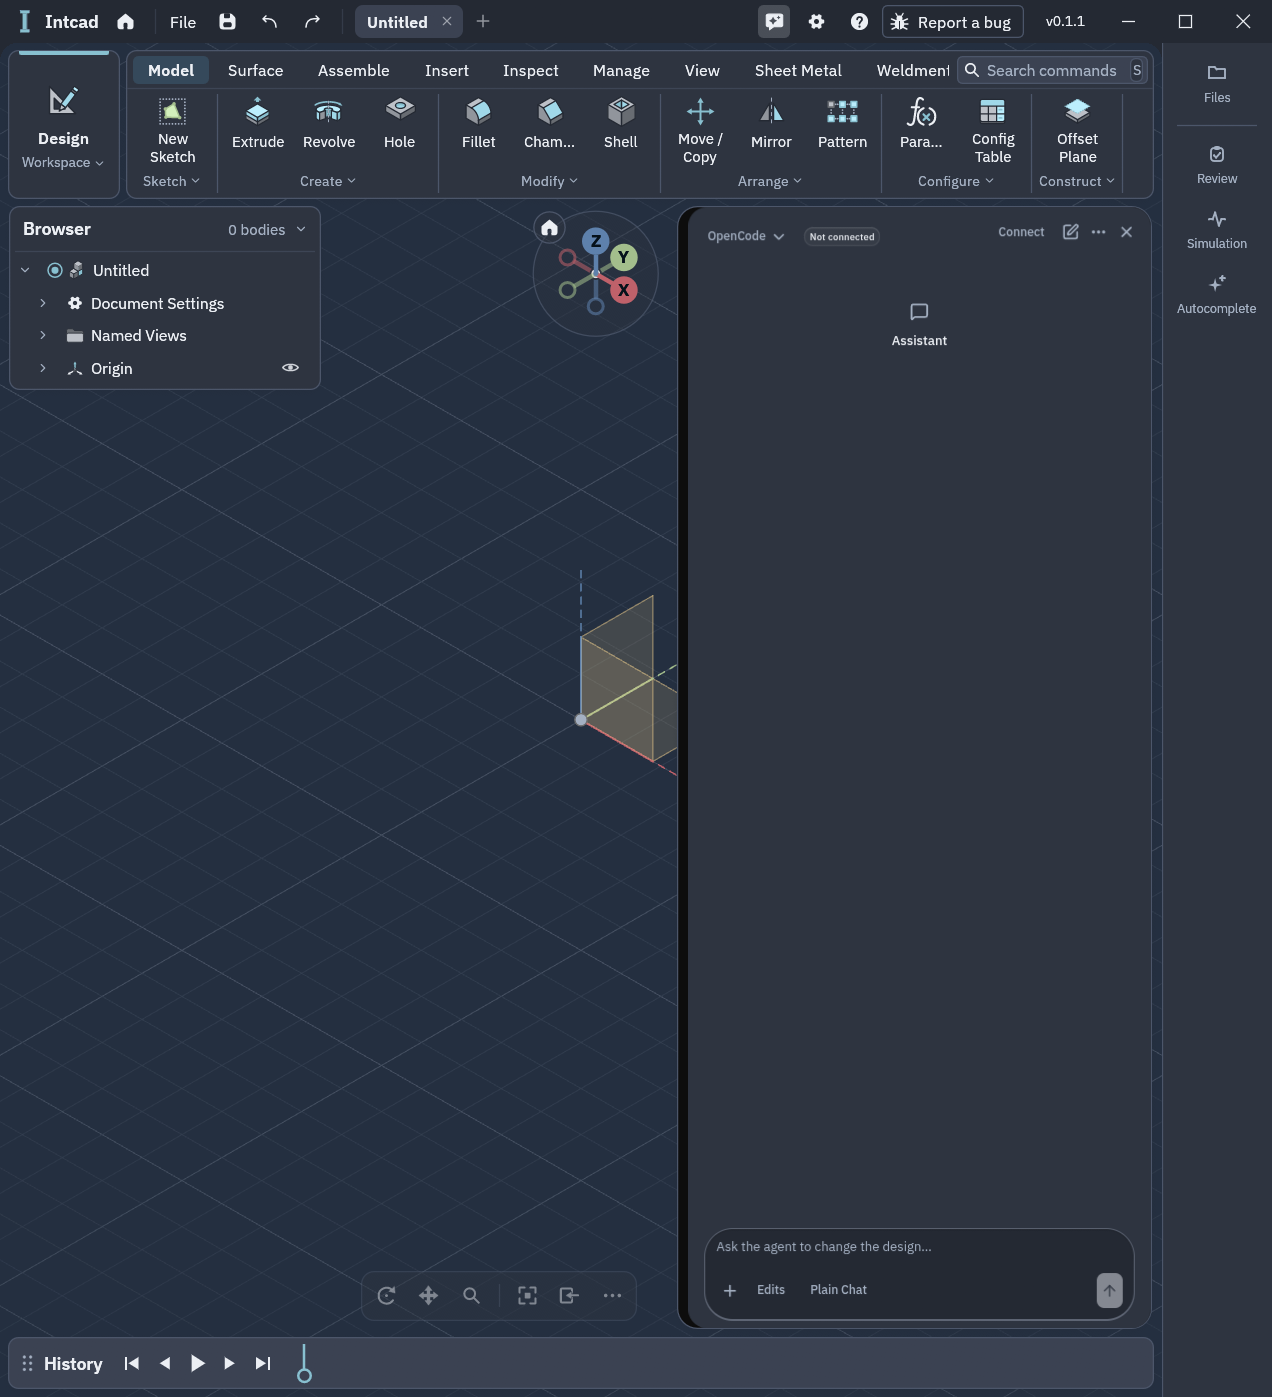 Intcad
File
Untitled
Report a bug
v0.1.1
Design
Workspace
Model
Surface
Assemble
Insert
Inspect
Manage
View
Sheet Metal
Weldment
Search commands
S
New
Sketch
Sketch
Extrude
Revolve
Hole
Create
Fillet
Cham...
Shell
Modify
Move /
Copy
Mirror
Pattern
Arrange
Para...
Config
Table
Configure
Offset
Plane
Construct
Files
Review
Simulation
Autocomplete
Browser
0 bodies
Untitled
Document Settings
Named Views
Origin
Z
Y
X
OpenCode
Not connected
Connect
Assistant
Ask the agent to change the design...
Edits
Plain Chat
History